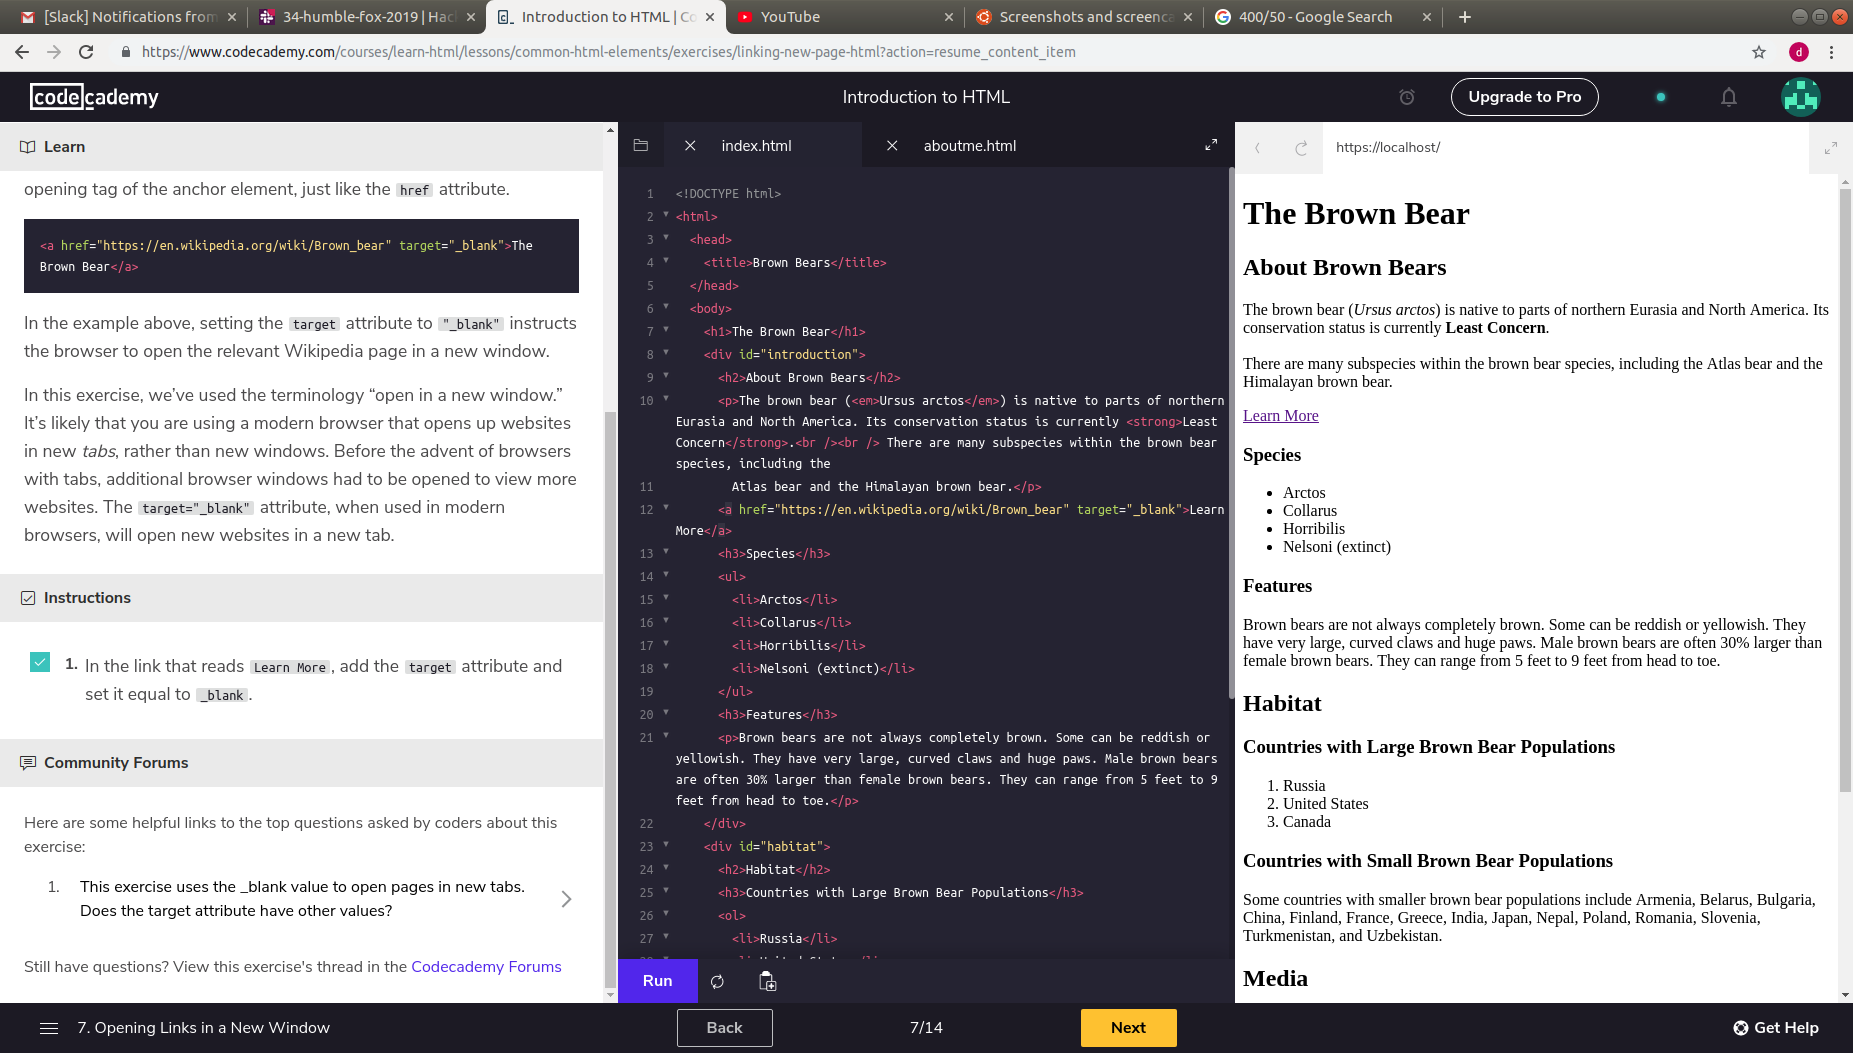 [Slack] Notifications from
34-humble-fox-2019 | Hac
Introduction to HTML | Co
YouTube
Screenshots and screenca
400/50 - Google Search
https://www.codecademy.com/courses/learn-html/lessons/common-html-elements/exercises/linking-new-page-html?action=resume_content_item
d
codecademy
Introduction to HTML
Upgrade to Pro
Learn
opening tag of the anchor element, just like the href attribute.
<a href="https://en.wikipedia.org/wiki/Brown_bear" target="_blank">The
Brown Bear</a>
In the example above, setting the target attribute to "_blank" instructs
the browser to open the relevant Wikipedia page in a new window.
In this exercise, we've used the terminology “open in a new window.”
It's likely that you are using a modern browser that opens up websites
in new tabs, rather than new windows. Before the advent of browsers
with tabs, additional browser windows had to be opened to view more
websites. The target="_blank" attribute, when used in modern
browsers, will open new websites in a new tab.
Instructions
1. In the link that reads Learn More, add the target attribute and
set it equal to _blank.
Community Forums
Here are some helpful links to the top questions asked by coders about this
exercise:
1. This exercise uses the _blank value to open pages in new tabs.
Does the target attribute have other values?
Still have questions? View this exercise's thread in the Codecademy Forums
index.html
aboutme.html
1 <!DOCTYPE html>
2 <html>
3 <head>
4 <title>Brown Bears</title>
5 </head>
6 <body>
7 <h1>The Brown Bear</h1>
8 <div id="introduction">
9 <h2>About Brown Bears</h2>
10 <p>The brown bear (<em>Ursus arctos</em>) is native to parts of northern
Eurasia and North America. Its conservation status is currently <strong>Least
Concern</strong>.<br /><br /> There are many subspecies within the brown bear
species, including the
11 Atlas bear and the Himalayan brown bear.</p>
12 <a href="https://en.wikipedia.org/wiki/Brown_bear" target="_blank">Learn
More</a>
13 <h3>Species</h3>
14 <ul>
15 <li>Arctos</li>
16 <li>Collarus</li>
17 <li>Horribilis</li>
18 <li>Nelsoni (extinct)</li>
19 </ul>
20 <h3>Features</h3>
21 <p>Brown bears are not always completely brown. Some can be reddish or
yellowish. They have very large, curved claws and huge paws. Male brown bears
are often 30% larger than female brown bears. They can range from 5 feet to 9
feet from head to toe.</p>
22 </div>
23 <div id="habitat">
24 <h2>Habitat</h2>
25 <h3>Countries with Large Brown Bear Populations</h3>
26 <ol>
27 <li>Russia</li>
Run
https://localhost/
The Brown Bear
About Brown Bears
The brown bear (Ursus arctos) is native to parts of northern Eurasia and North America. Its
conservation status is currently Least Concern.
There are many subspecies within the brown bear species, including the Atlas bear and the
Himalayan brown bear.
Learn More
Species
Arctos
Collarus
Horribilis
Nelsoni (extinct)
Features
Brown bears are not always completely brown. Some can be reddish or yellowish. They
have very large, curved claws and huge paws. Male brown bears are often 30% larger than
female brown bears. They can range from 5 feet to 9 feet from head to toe.
Habitat
Countries with Large Brown Bear Populations
1. Russia
2. United States
3. Canada
Countries with Small Brown Bear Populations
Some countries with smaller brown bear populations include Armenia, Belarus, Bulgaria,
China, Finland, France, Greece, India, Japan, Nepal, Poland, Romania, Slovenia,
Turkmenistan, and Uzbekistan.
Media
7. Opening Links in a New Window
Back
7/14
Next
Get Help